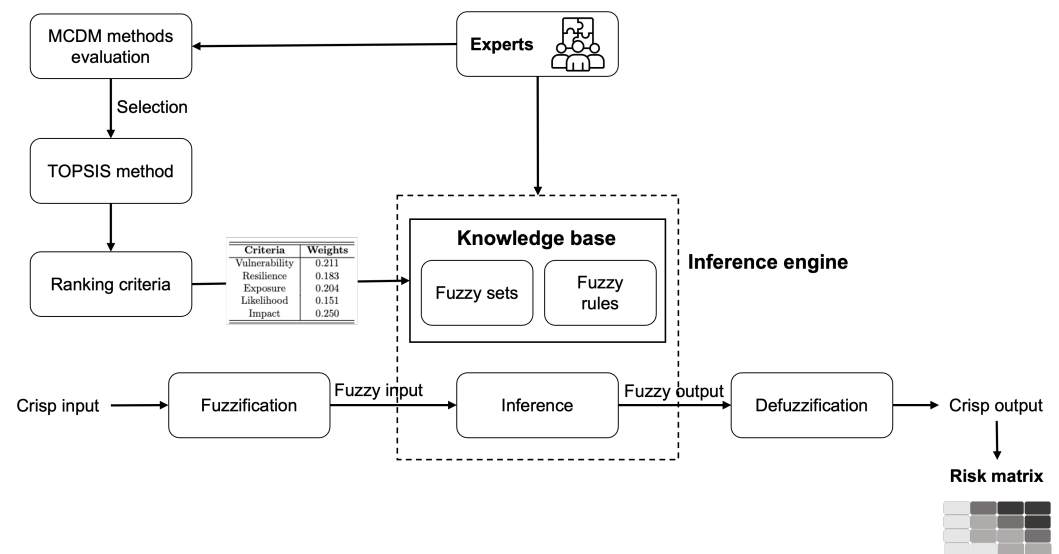 MCDM methods
evaluation
Experts
Selection
TOPSIS method
Ranking criteria
Criteria Weights
Vulnerability 0.211
Resilience 0.183
Exposure 0.204
Likelihood 0.151
Impact 0.250
Knowledge base
Fuzzy sets
Fuzzy
rules
Inference engine
Crisp input
Fuzzification
Fuzzy input
Inference
Fuzzy output
Defuzzification
Crisp output
Risk matrix